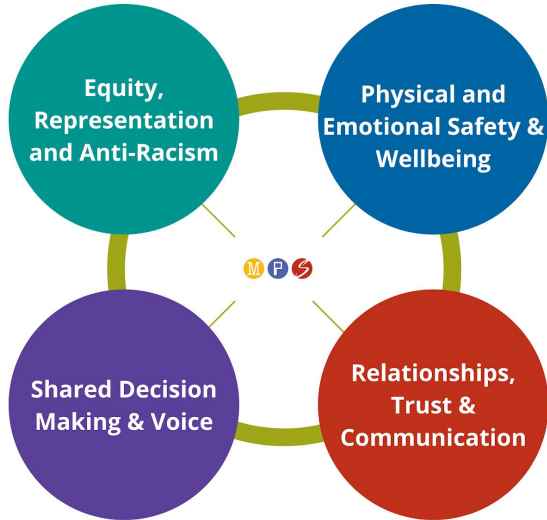 Equity,
Representation
and Anti-Racism
Physical and
Emotional Safety &
Wellbeing
M P S
Shared Decision
Making & Voice
Relationships,
Trust &
Communication